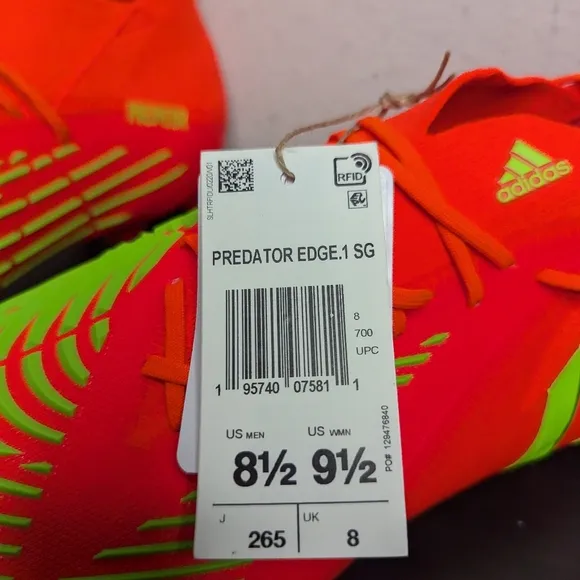 adidas
SLHTRFDLI02221V01
RFID
PREDATOR EDGE.1 SG
8
700
UPC
1 95740 07581 1
US MEN US WMN
8½ 9½
PO# 129476840
J UK
265 8